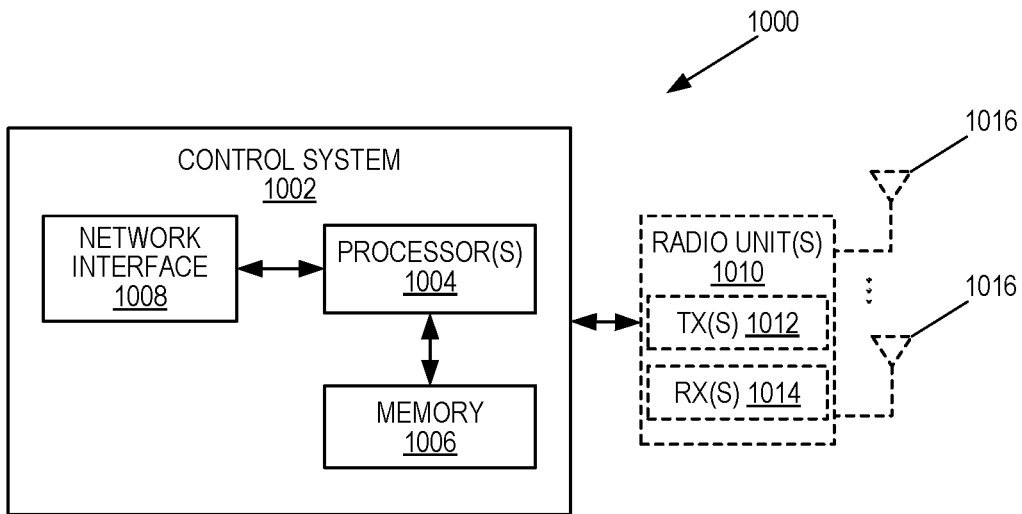 1000
1016
CONTROL SYSTEM
1002
NETWORK
INTERFACE
1008
PROCESSOR(S)
1004
MEMORY
1006
RADIO UNIT(S)
1010
TX(S) 1012
RX(S) 1014
1016